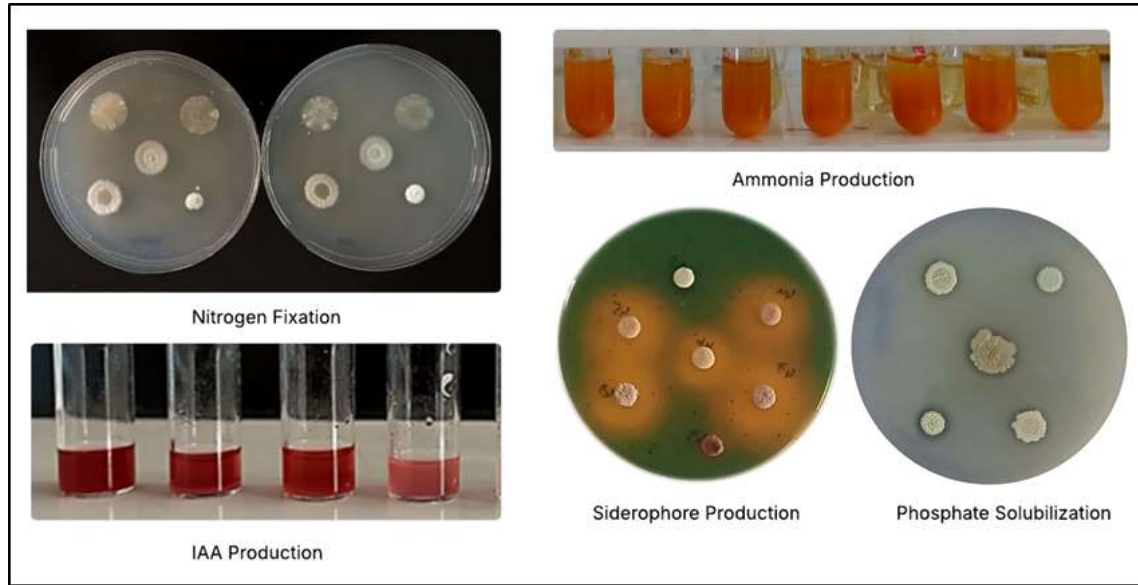 Ammonia Production
Nitrogen Fixation
Siderophore Production
Phosphate Solubilization
IAA Production